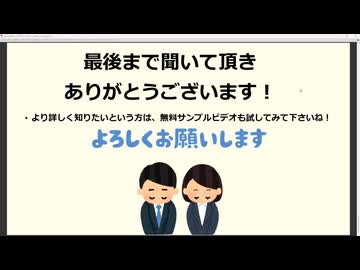 最後まで聞いて頂き
ありがとうございます！
・より詳しく知りたいという方は、無料サンプルビデオも試してみて下さいね！
よろしくお願いします